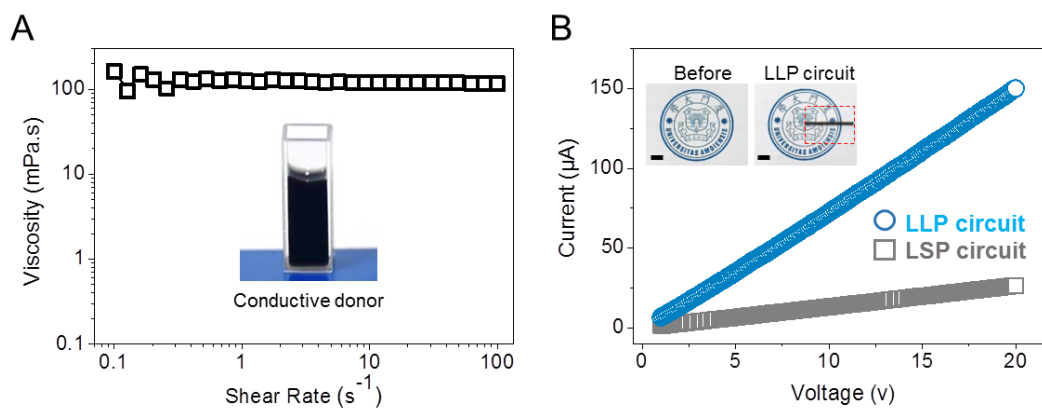 A
Viscosity (mPa.s)
100
10
1
0.1
Conductive donor
0.1
1
10
100
Shear Rate (s⁻¹)
B
Current (μA)
150
100
50
0
Before
LLP circuit
UNIVERSITAS AMOIENSIS
UNIVERSITAS AMOIENSIS
LLP circuit
LSP circuit
0
5
10
15
20
Voltage (v)